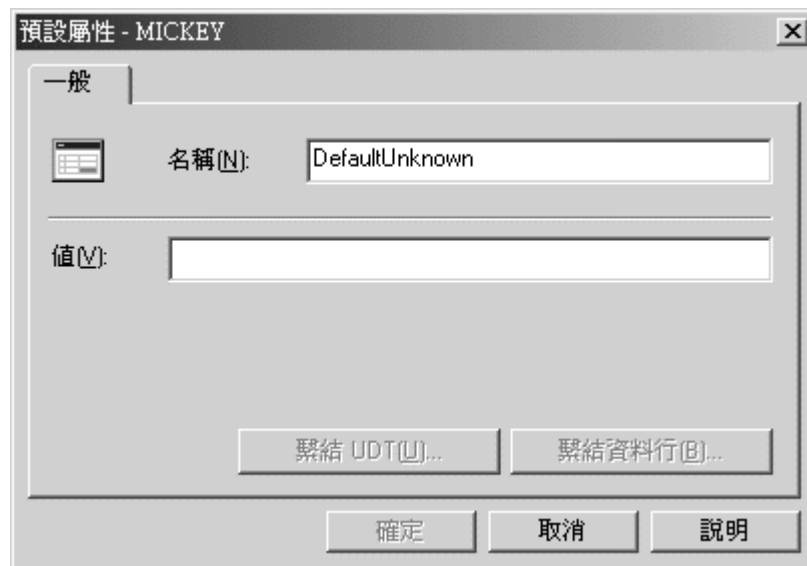 預設屬性 - MICKEY
一般
名稱(N): DefaultUnknown
值(V):
繫結 UDT(U)... 繫結資料行(B)...
確定 取消 說明